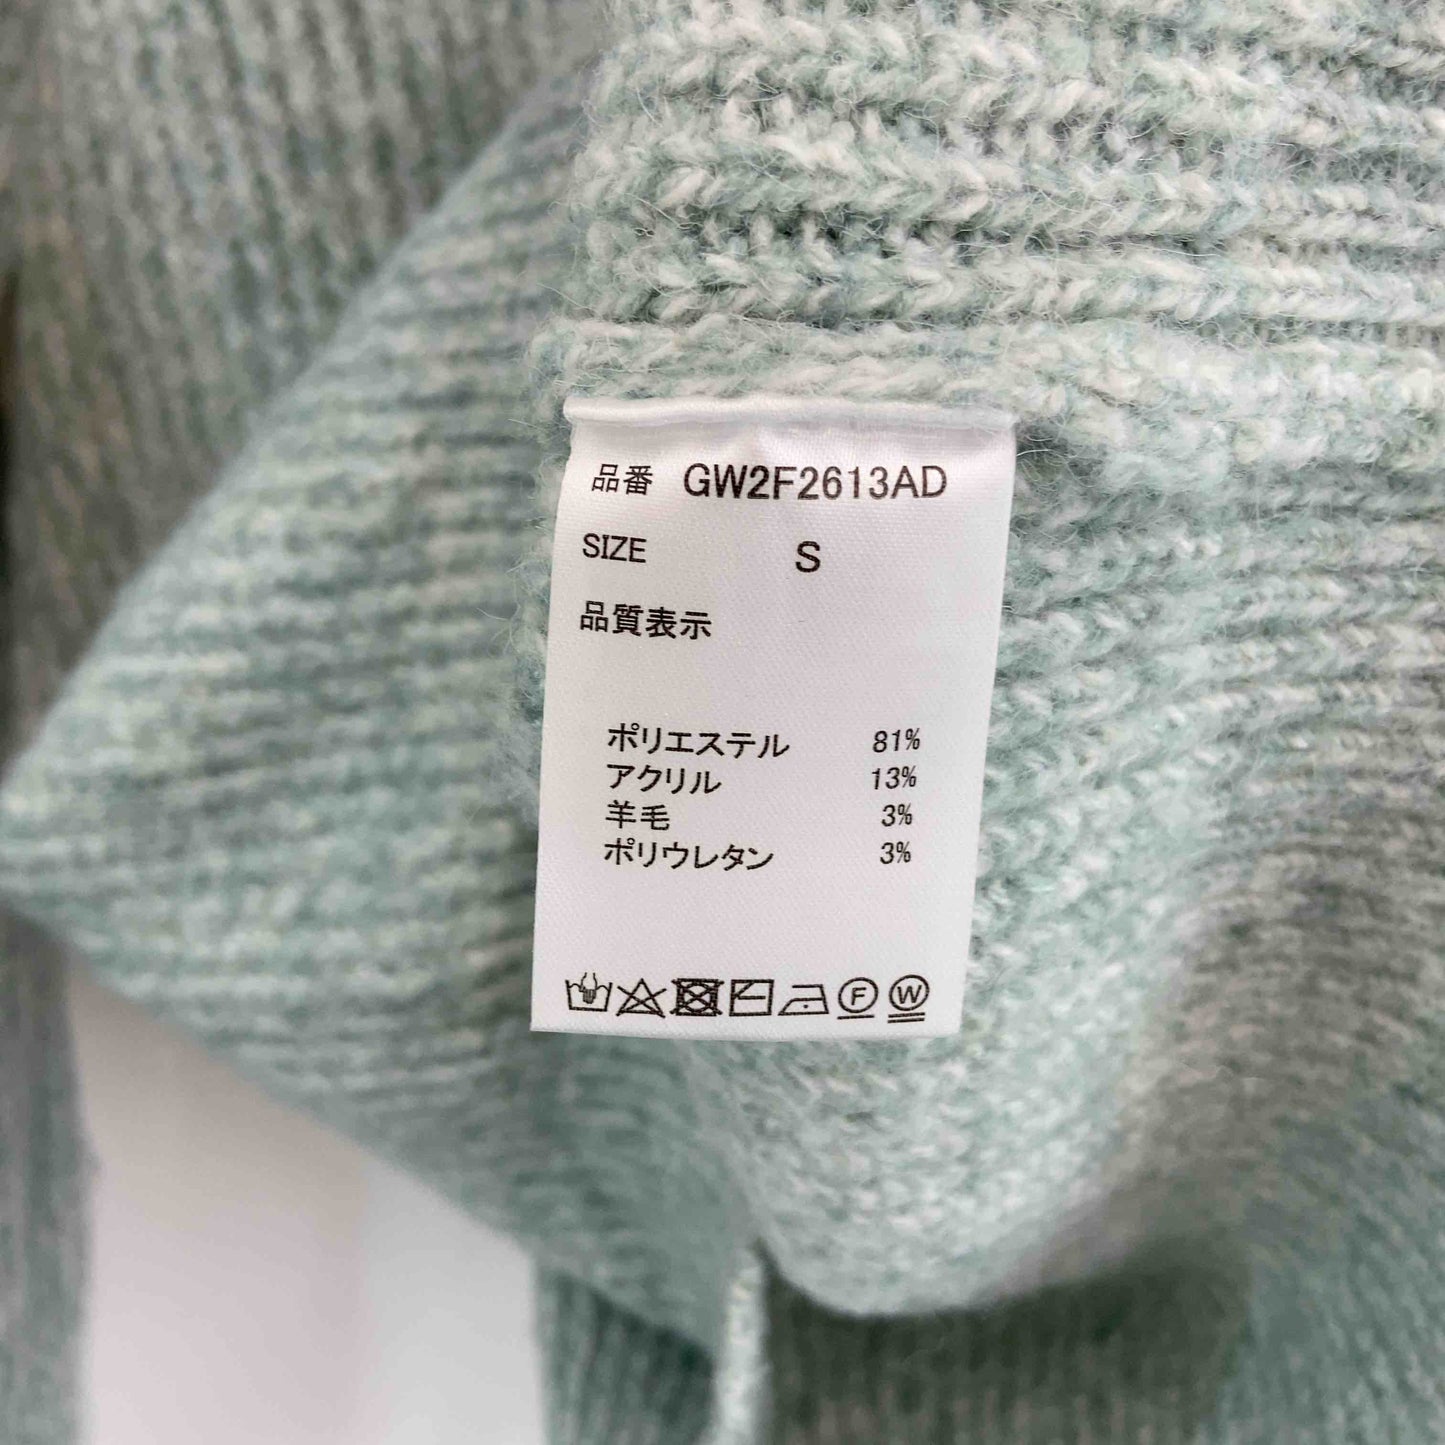 品番 GW2F2613AD
SIZE S
品質表示
ポリエステル 81%
アクリル 13%
羊毛 3%
ポリウレタン 3%
F W